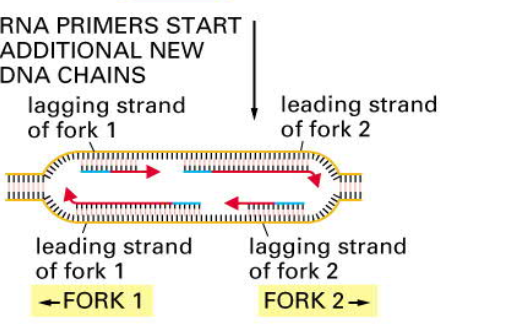 RNA PRIMERS START
ADDITIONAL NEW
DNA CHAINS
lagging strand
of fork 1
leading strand
of fork 2
leading strand
of fork 1
lagging strand
of fork 2
←FORK 1
FORK 2→